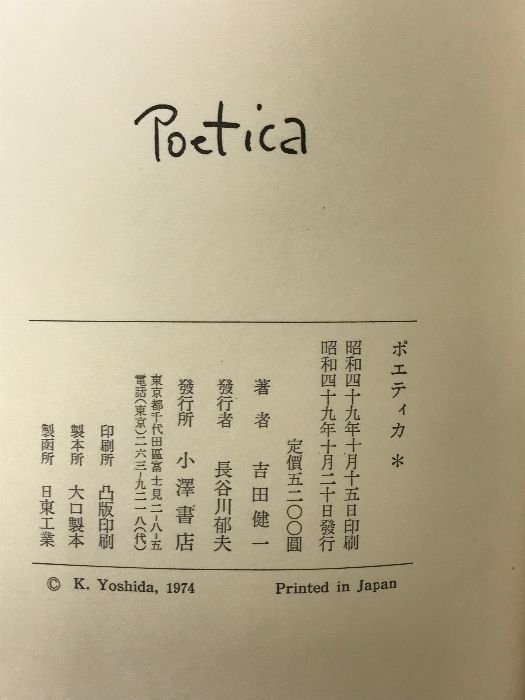 Poetica
ポエティカ *
昭和四十九年十月十五日印刷
昭和四十九年十月二十日發行
定價五二〇〇圓
著者 吉田健一
發行者 長谷川郁夫
發行所 小澤書店
東京都千代田區富士見二-八-五
電話(東京)二六三-九二一八(代)
印刷所 凸版印刷
製本所 大口製本
製函所 日東工業
© K. Yoshida, 1974
Printed in Japan